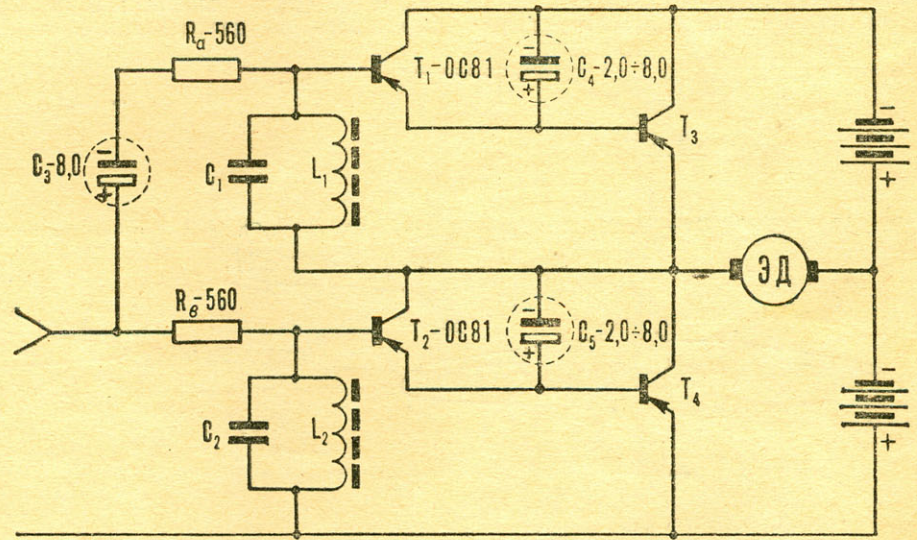 Rа-560
T₁-OC81
C₄-2,0÷8,0
C₃-8,0
C₁
L₁
T₃
ЭД
Rв-560
T₂-OC81
C₅-2,0÷8,0
C₂
L₂
T₄